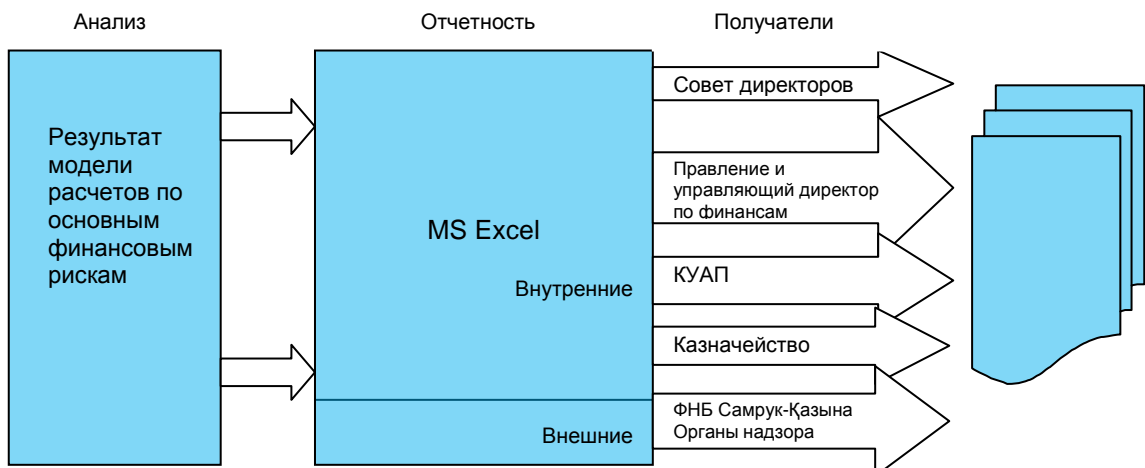 Анализ
Отчетность
Получатели
Результат
модели
расчетов по
основным
финансовым
рискам
MS Excel
Внутренние
Внешние
Совет директоров
Правление и
управляющий директор
по финансам
КУАП
Казначейство
ФНБ Самрук-Қазына
Органы надзора